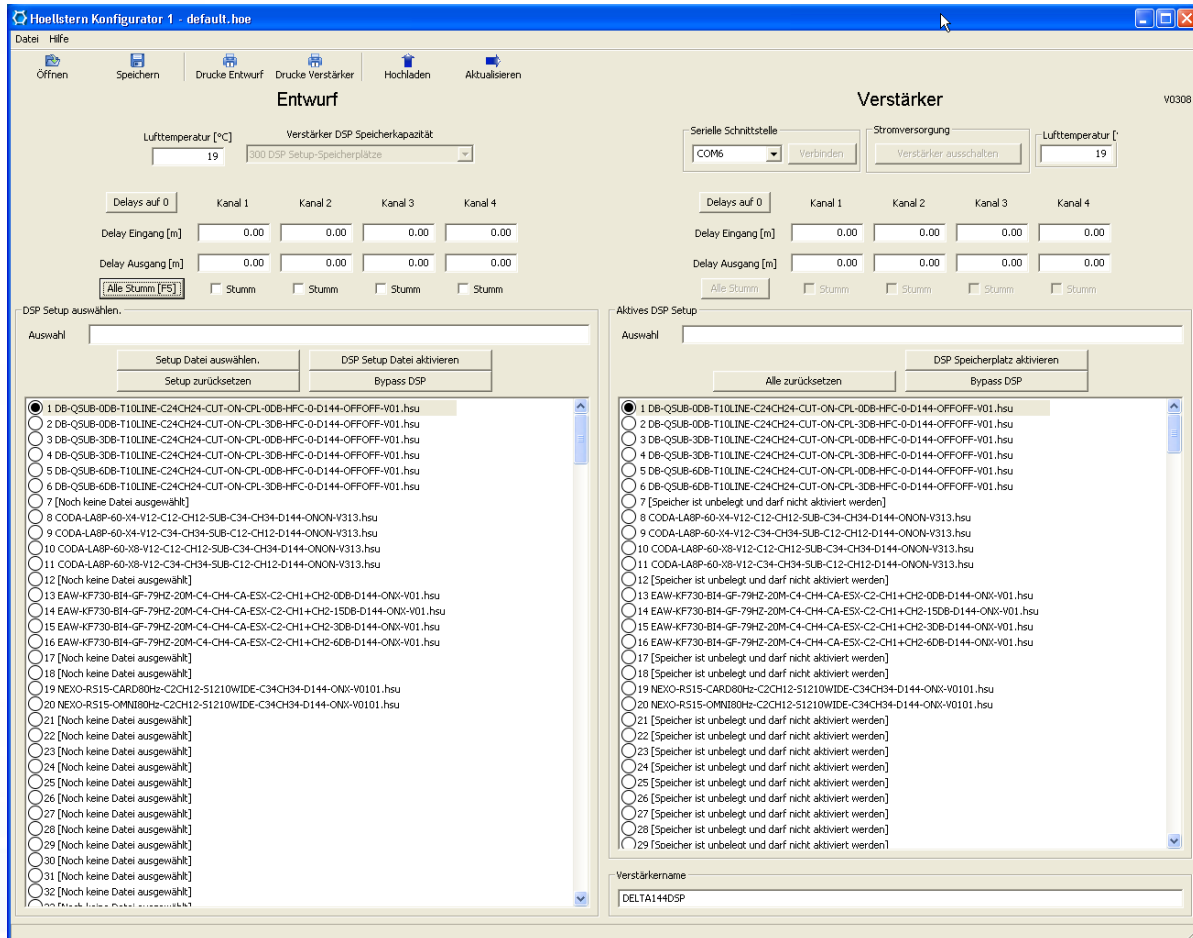 Hoellstern Konfigurator 1 - default.hoe
Datei Hilfe
Öffnen Speichern Drucke Entwurf Drucke Verstärker Hochladen Aktualisieren
Entwurf
Lufttemperatur [°C] Verstärker DSP Speicherkapazität
19 300 DSP Setup-Speicherplätze
Delays auf 0 Kanal 1 Kanal 2 Kanal 3 Kanal 4
Delay Eingang [m] 0.00 0.00 0.00 0.00
Delay Ausgang [m] 0.00 0.00 0.00 0.00
Alle Stumm [F5] Stumm Stumm Stumm Stumm
DSP Setup auswählen.
Auswahl
Setup Datei auswählen. DSP Setup Datei aktivieren
Setup zurücksetzen Bypass DSP
1 DB-QSUB-0DB-T10LINE-C24CH24-CUT-ON-CPL-0DB-HFC-0-D144-OFFOFF-V01.hsu
2 DB-QSUB-0DB-T10LINE-C24CH24-CUT-ON-CPL-3DB-HFC-0-D144-OFFOFF-V01.hsu
3 DB-QSUB-3DB-T10LINE-C24CH24-CUT-ON-CPL-0DB-HFC-0-D144-OFFOFF-V01.hsu
4 DB-QSUB-3DB-T10LINE-C24CH24-CUT-ON-CPL-3DB-HFC-0-D144-OFFOFF-V01.hsu
5 DB-QSUB-6DB-T10LINE-C24CH24-CUT-ON-CPL-0DB-HFC-0-D144-OFFOFF-V01.hsu
6 DB-QSUB-6DB-T10LINE-C24CH24-CUT-ON-CPL-3DB-HFC-0-D144-OFFOFF-V01.hsu
7 [Noch keine Datei ausgewählt]
8 CODA-LA8P-60-X4-V12-C12-CH12-SUB-C34-CH34-D144-ONON-V313.hsu
9 CODA-LA8P-60-X4-V12-C34-CH34-SUB-C12-CH12-D144-ONON-V313.hsu
10 CODA-LA8P-60-X8-V12-C12-CH12-SUB-C34-CH34-D144-ONON-V313.hsu
11 CODA-LA8P-60-X8-V12-C34-CH34-SUB-C12-CH12-D144-ONON-V313.hsu
12 [Noch keine Datei ausgewählt]
13 EAW-KF730-BI4-GF-79HZ-20M-C4-CH4-CA-ESX-C2-CH1+CH2-0DB-D144-ONX-V01.hsu
14 EAW-KF730-BI4-GF-79HZ-20M-C4-CH4-CA-ESX-C2-CH1+CH2-15DB-D144-ONX-V01.hsu
15 EAW-KF730-BI4-GF-79HZ-20M-C4-CH4-CA-ESX-C2-CH1+CH2-3DB-D144-ONX-V01.hsu
16 EAW-KF730-BI4-GF-79HZ-20M-C4-CH4-CA-ESX-C2-CH1+CH2-6DB-D144-ONX-V01.hsu
17 [Noch keine Datei ausgewählt]
18 [Noch keine Datei ausgewählt]
19 NEXO-RS15-CARD80Hz-C2CH12-S1210WIDE-C34CH34-D144-ONX-V0101.hsu
20 NEXO-RS15-OMNI80Hz-C2CH12-S1210WIDE-C34CH34-D144-ONX-V0101.hsu
21 [Noch keine Datei ausgewählt]
22 [Noch keine Datei ausgewählt]
23 [Noch keine Datei ausgewählt]
24 [Noch keine Datei ausgewählt]
25 [Noch keine Datei ausgewählt]
26 [Noch keine Datei ausgewählt]
27 [Noch keine Datei ausgewählt]
28 [Noch keine Datei ausgewählt]
29 [Noch keine Datei ausgewählt]
30 [Noch keine Datei ausgewählt]
31 [Noch keine Datei ausgewählt]
32 [Noch keine Datei ausgewählt]
Verstärker V0308
Serielle Schnittstelle Stromversorgung Lufttemperatur [°
COM6 Verbinden Verstärker ausschalten 19
Delays auf 0 Kanal 1 Kanal 2 Kanal 3 Kanal 4
Delay Eingang [m] 0.00 0.00 0.00 0.00
Delay Ausgang [m] 0.00 0.00 0.00 0.00
Alle Stumm Stumm Stumm Stumm Stumm
Aktives DSP Setup
Auswahl
DSP Speicherplatz aktivieren
Alle zurücksetzen Bypass DSP
1 DB-QSUB-0DB-T10LINE-C24CH24-CUT-ON-CPL-0DB-HFC-0-D144-OFFOFF-V01.hsu
2 DB-QSUB-0DB-T10LINE-C24CH24-CUT-ON-CPL-3DB-HFC-0-D144-OFFOFF-V01.hsu
3 DB-QSUB-3DB-T10LINE-C24CH24-CUT-ON-CPL-0DB-HFC-0-D144-OFFOFF-V01.hsu
4 DB-QSUB-3DB-T10LINE-C24CH24-CUT-ON-CPL-3DB-HFC-0-D144-OFFOFF-V01.hsu
5 DB-QSUB-6DB-T10LINE-C24CH24-CUT-ON-CPL-0DB-HFC-0-D144-OFFOFF-V01.hsu
6 DB-QSUB-6DB-T10LINE-C24CH24-CUT-ON-CPL-3DB-HFC-0-D144-OFFOFF-V01.hsu
7 [Speicher ist unbelegt und darf nicht aktiviert werden]
8 CODA-LA8P-60-X4-V12-C12-CH12-SUB-C34-CH34-D144-ONON-V313.hsu
9 CODA-LA8P-60-X4-V12-C34-CH34-SUB-C12-CH12-D144-ONON-V313.hsu
10 CODA-LA8P-60-X8-V12-C12-CH12-SUB-C34-CH34-D144-ONON-V313.hsu
11 CODA-LA8P-60-X8-V12-C34-CH34-SUB-C12-CH12-D144-ONON-V313.hsu
12 [Speicher ist unbelegt und darf nicht aktiviert werden]
13 EAW-KF730-BI4-GF-79HZ-20M-C4-CH4-CA-ESX-C2-CH1+CH2-0DB-D144-ONX-V01.hsu
14 EAW-KF730-BI4-GF-79HZ-20M-C4-CH4-CA-ESX-C2-CH1+CH2-15DB-D144-ONX-V01.hsu
15 EAW-KF730-BI4-GF-79HZ-20M-C4-CH4-CA-ESX-C2-CH1+CH2-3DB-D144-ONX-V01.hsu
16 EAW-KF730-BI4-GF-79HZ-20M-C4-CH4-CA-ESX-C2-CH1+CH2-6DB-D144-ONX-V01.hsu
17 [Speicher ist unbelegt und darf nicht aktiviert werden]
18 [Speicher ist unbelegt und darf nicht aktiviert werden]
19 NEXO-RS15-CARD80Hz-C2CH12-S1210WIDE-C34CH34-D144-ONX-V0101.hsu
20 NEXO-RS15-OMNI80Hz-C2CH12-S1210WIDE-C34CH34-D144-ONX-V0101.hsu
21 [Speicher ist unbelegt und darf nicht aktiviert werden]
22 [Speicher ist unbelegt und darf nicht aktiviert werden]
23 [Speicher ist unbelegt und darf nicht aktiviert werden]
24 [Speicher ist unbelegt und darf nicht aktiviert werden]
25 [Speicher ist unbelegt und darf nicht aktiviert werden]
26 [Speicher ist unbelegt und darf nicht aktiviert werden]
27 [Speicher ist unbelegt und darf nicht aktiviert werden]
28 [Speicher ist unbelegt und darf nicht aktiviert werden]
29 [Speicher ist unbelegt und darf nicht aktiviert werden]
Verstärkername
DELTA144DSP